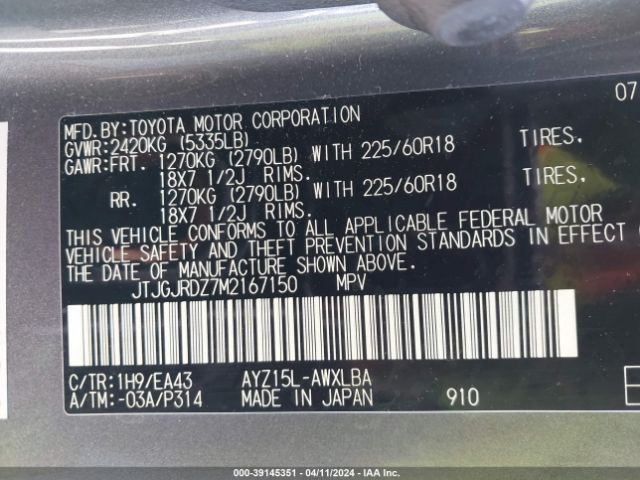 07
MFD.BY:TOYOTA MOTOR CORPORATION
GVWR:2420KG (5335LB)
GAWR:FRT. 1270KG (2790LB) WITH 225/60R18 TIRES.
18X7 1/2J RIMS.
RR. 1270KG (2790LB) WITH 225/60R18 TIRES.
18X7 1/2J RIMS.
THIS VEHICLE CONFORMS TO ALL APPLICABLE FEDERAL MOTOR
VEHICLE SAFETY AND THEFT PREVENTION STANDARDS IN EFFECT
THE DATE OF MANUFACTURE SHOWN ABOVE.
JTJGJRDZ7M2167150 MPV
C/TR:1H9/EA43 AYZ15L-AWXLBA
A/TM:-03A/P314 MADE IN JAPAN 910
000-39145351 | 04/11/2024 | IAA Inc.